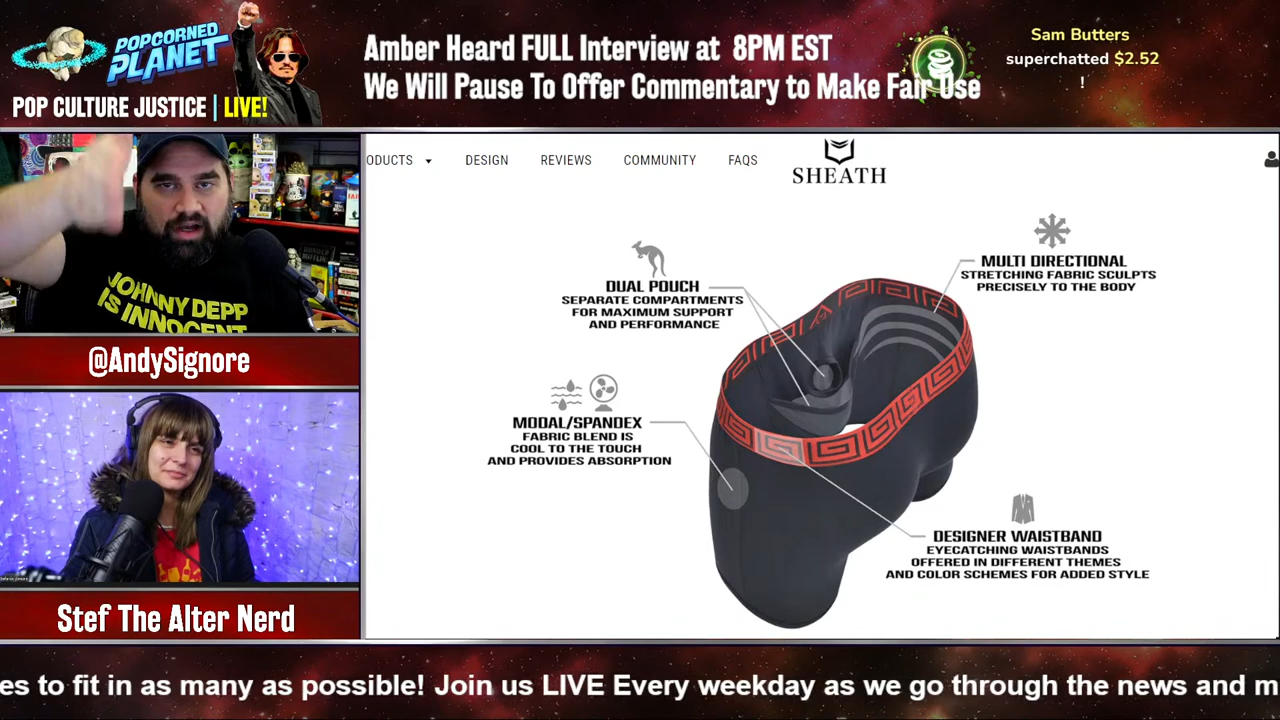 POPCORNED
PLANET
POP CULTURE JUSTICE | LIVE!
Amber Heard FULL Interview at 8PM EST
We Will Pause To Offer Commentary to Make Fair Use
Sam Butters
superchatted $2.52
!
JOHNNY DEPP
IS INNOCENT
@AndySignore
Stef The Alter Nerd
ODUCTS
DESIGN
REVIEWS
COMMUNITY
FAQS
SHEATH
DUAL POUCH
SEPARATE COMPARTMENTS
FOR MAXIMUM SUPPORT
AND PERFORMANCE
MULTI DIRECTIONAL
STRETCHING FABRIC SCULPTS
PRECISELY TO THE BODY
MODAL/SPANDEX
FABRIC BLEND IS
COOL TO THE TOUCH
AND PROVIDES ABSORPTION
DESIGNER WAISTBAND
EYECATCHING WAISTBANDS
OFFERED IN DIFFERENT THEMES
AND COLOR SCHEMES FOR ADDED STYLE
es to fit in as many as possible! Join us LIVE Every weekday as we go through the news and m